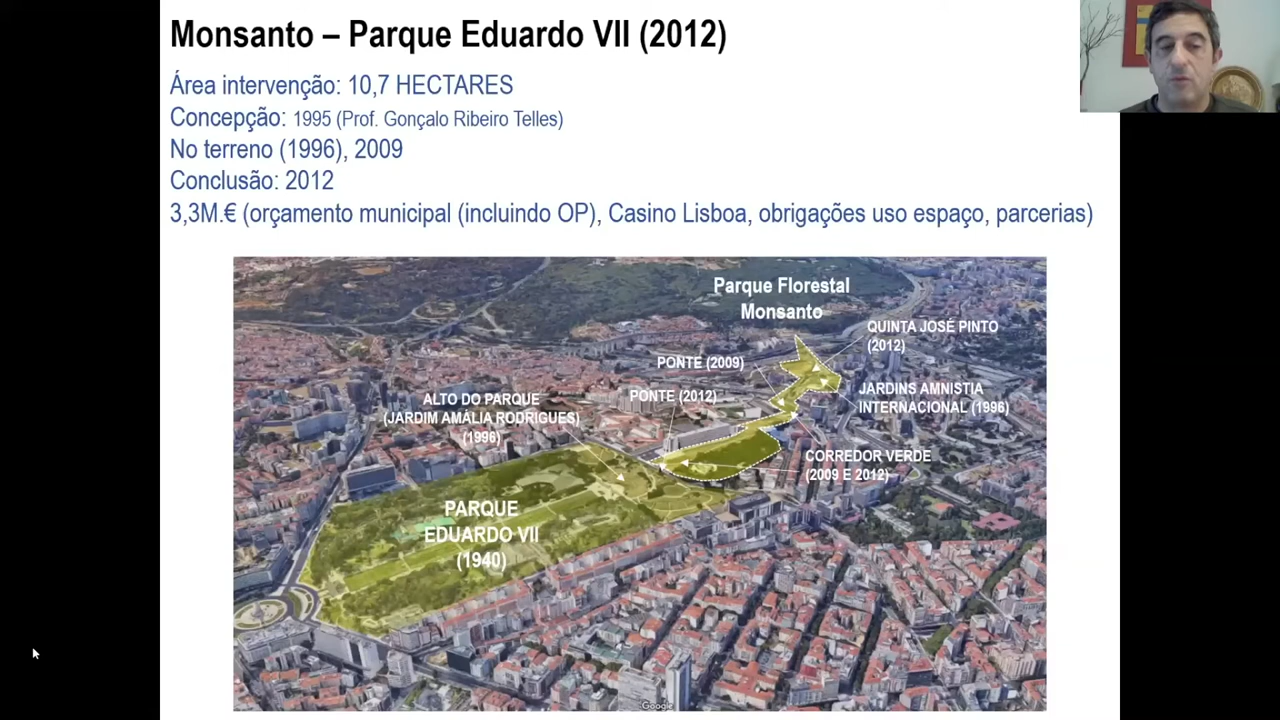 Monsanto – Parque Eduardo VII (2012)
Área intervenção: 10,7 HECTARES
Concepção: 1995 (Prof. Gonçalo Ribeiro Telles)
No terreno (1996), 2009
Conclusão: 2012
3,3M.€ (orçamento municipal (incluindo OP), Casino Lisboa, obrigações uso espaço, parcerias)
Parque Florestal
Monsanto
QUINTA JOSÉ PINTO
(2012)
PONTE (2009)
PONTE (2012)
JARDINS AMNISTIA
INTERNACIONAL (1996)
ALTO DO PARQUE
(JARDIM AMÁLIA RODRIGUES)
(1996)
CORREDOR VERDE
(2009 E 2012)
PARQUE
EDUARDO VII
(1940)
Google